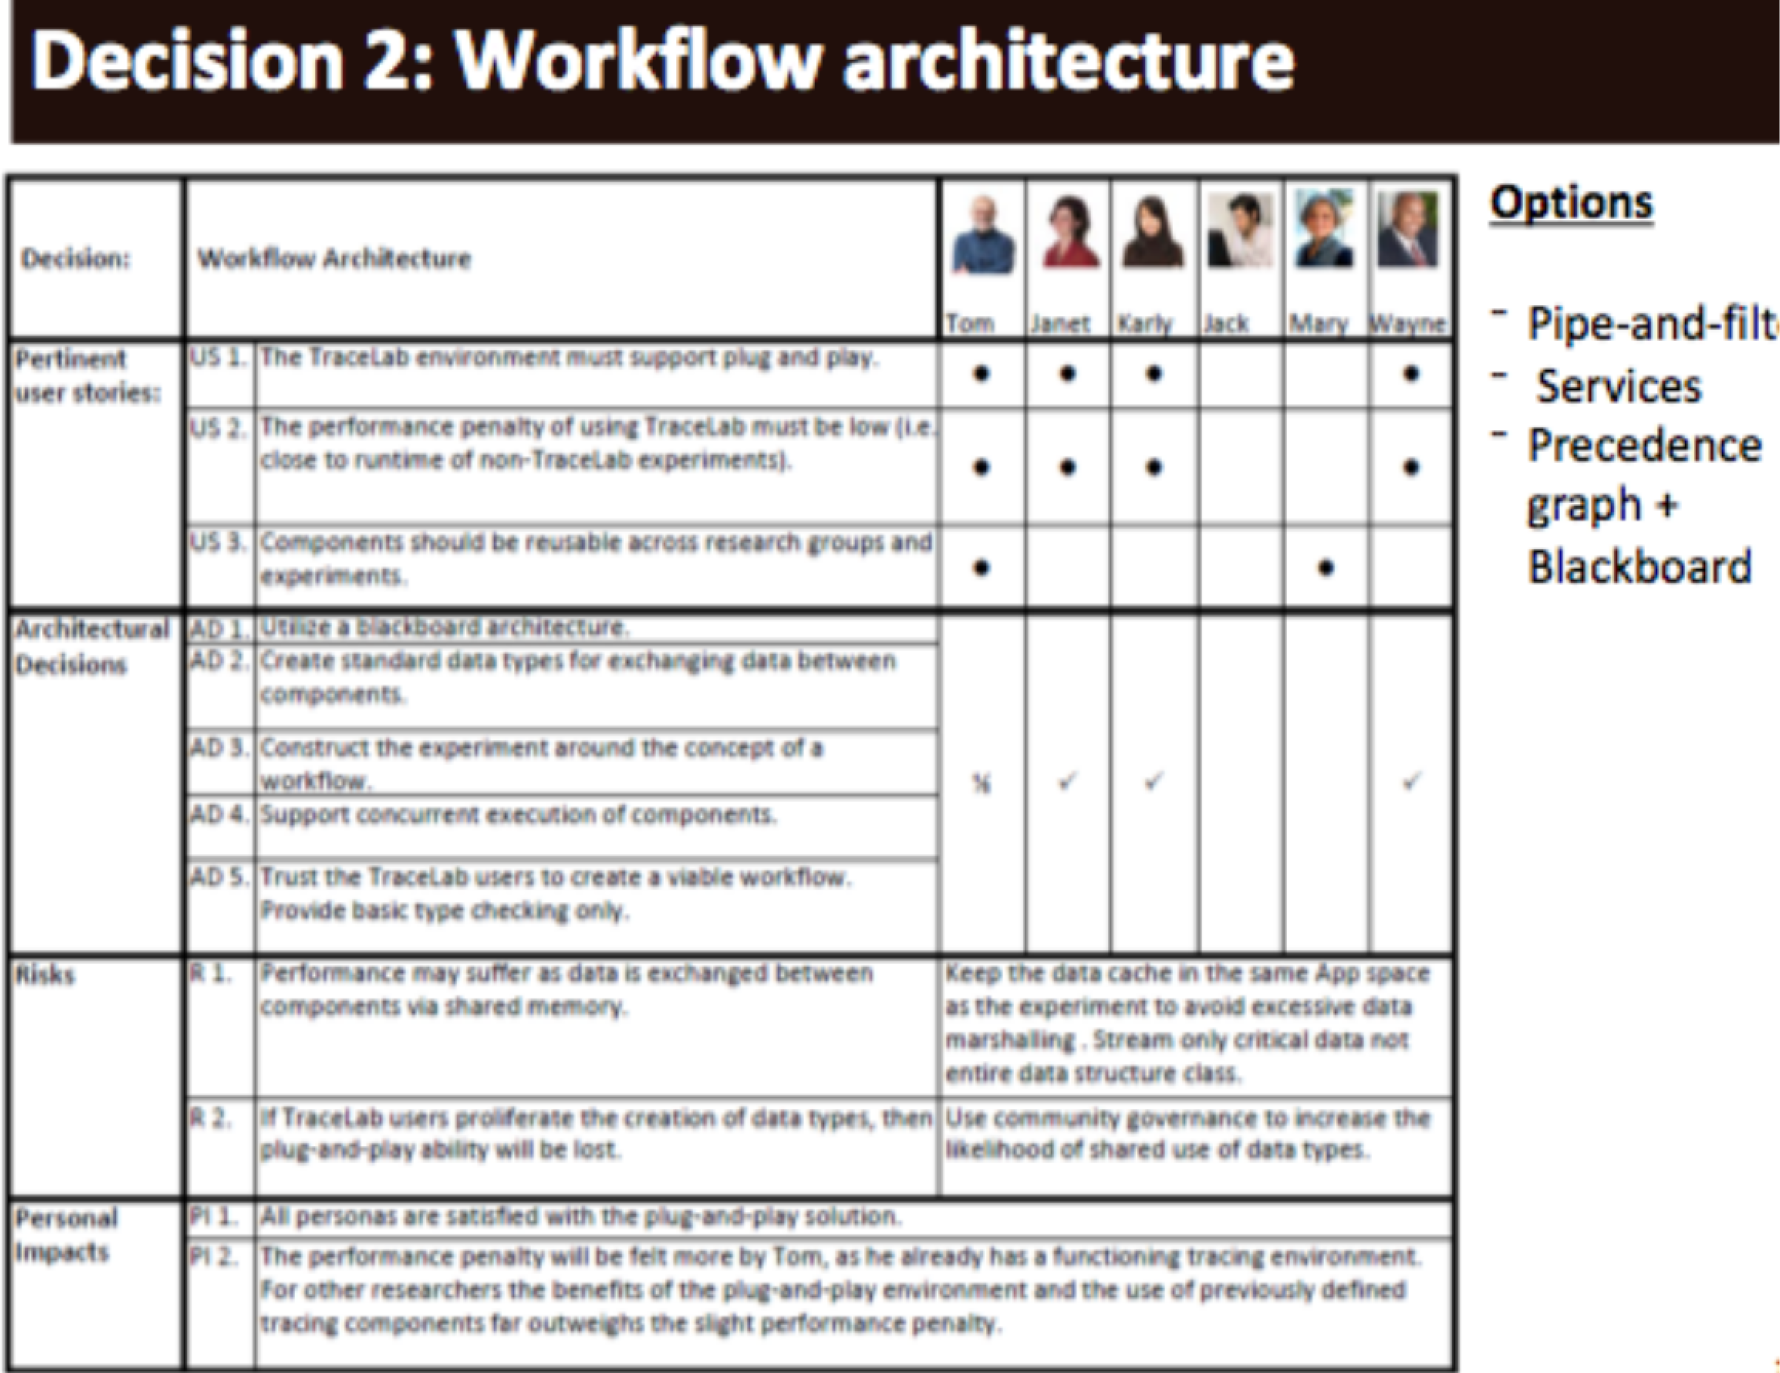 Decision 2: Workflow architecture
Decision:
Workflow Architecture
Tom
Janet
Karly
Jack
Mary
Wayne
Pertinent
user stories:
US 1.
The TraceLab environment must support plug and play.
● ● ● ●
US 2.
The performance penalty of using TraceLab must be low (i.e.
close to runtime of non-TraceLab experiments).
● ● ● ●
US 3.
Components should be reusable across research groups and
experiments.
● ●
Architectural
Decisions
AD 1.
Utilize a blackboard architecture.
AD 2.
Create standard data types for exchanging data between
components.
AD 3.
Construct the experiment around the concept of a
workflow.
✓ ✓ ✓
AD 4.
Support concurrent execution of components.
AD 5.
Trust the TraceLab users to create a viable workflow.
Provide basic type checking only.
Risks
R 1.
Performance may suffer as data is exchanged between
components via shared memory.
Keep the data cache in the same App space
as the experiment to avoid excessive data
marshalling . Stream only critical data not
entire data structure class.
R 2.
If TraceLab users proliferate the creation of data types, then
plug-and-play ability will be lost.
Use community governance to increase the
likelihood of shared use of data types.
Personal
Impacts
PI 1.
All personas are satisfied with the plug-and-play solution.
PI 2.
The performance penalty will be felt more by Tom, as he already has a functioning tracing environment.
For other researchers the benefits of the plug-and-play environment and the use of previously defined
tracing components far outweighs the slight performance penalty.
Options
- Pipe-and-filt
- Services
- Precedence
graph +
Blackboard